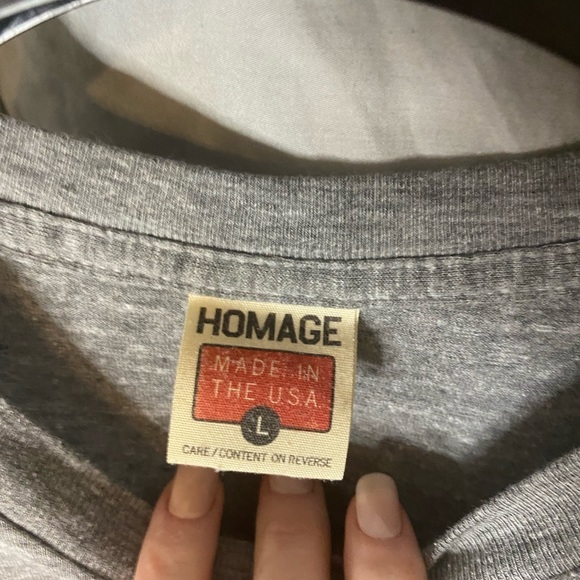 HOMAGE
MADE IN
THE U.S.A.
L
CARE/CONTENT ON REVERSE